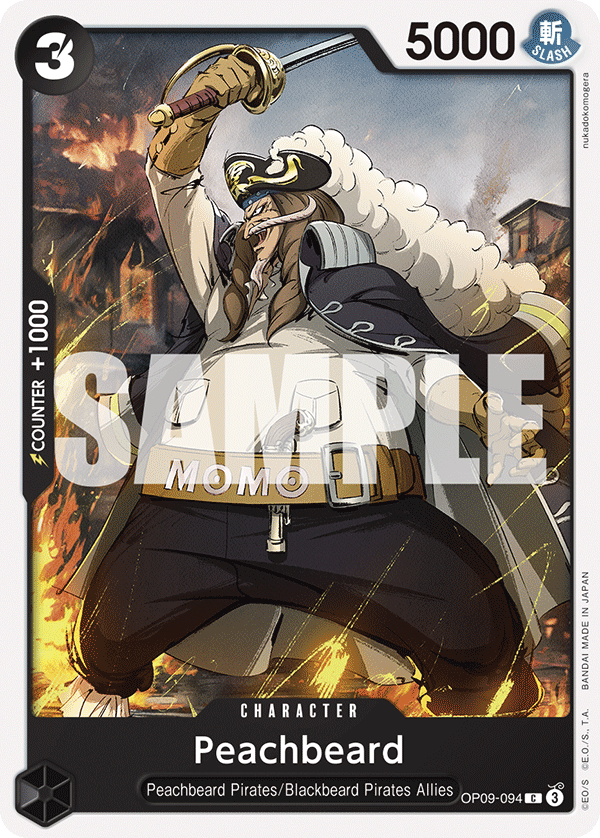 3
5000
斬
SLASH
nukadokomogera
COUNTER +1000
SAMPLE
MOMO
CHARACTER
Peachbeard
Peachbeard Pirates/Blackbeard Pirates Allies
OP09-094 C 3
©E.O/S ©E.O./S., T.A. BANDAI MADE IN JAPAN